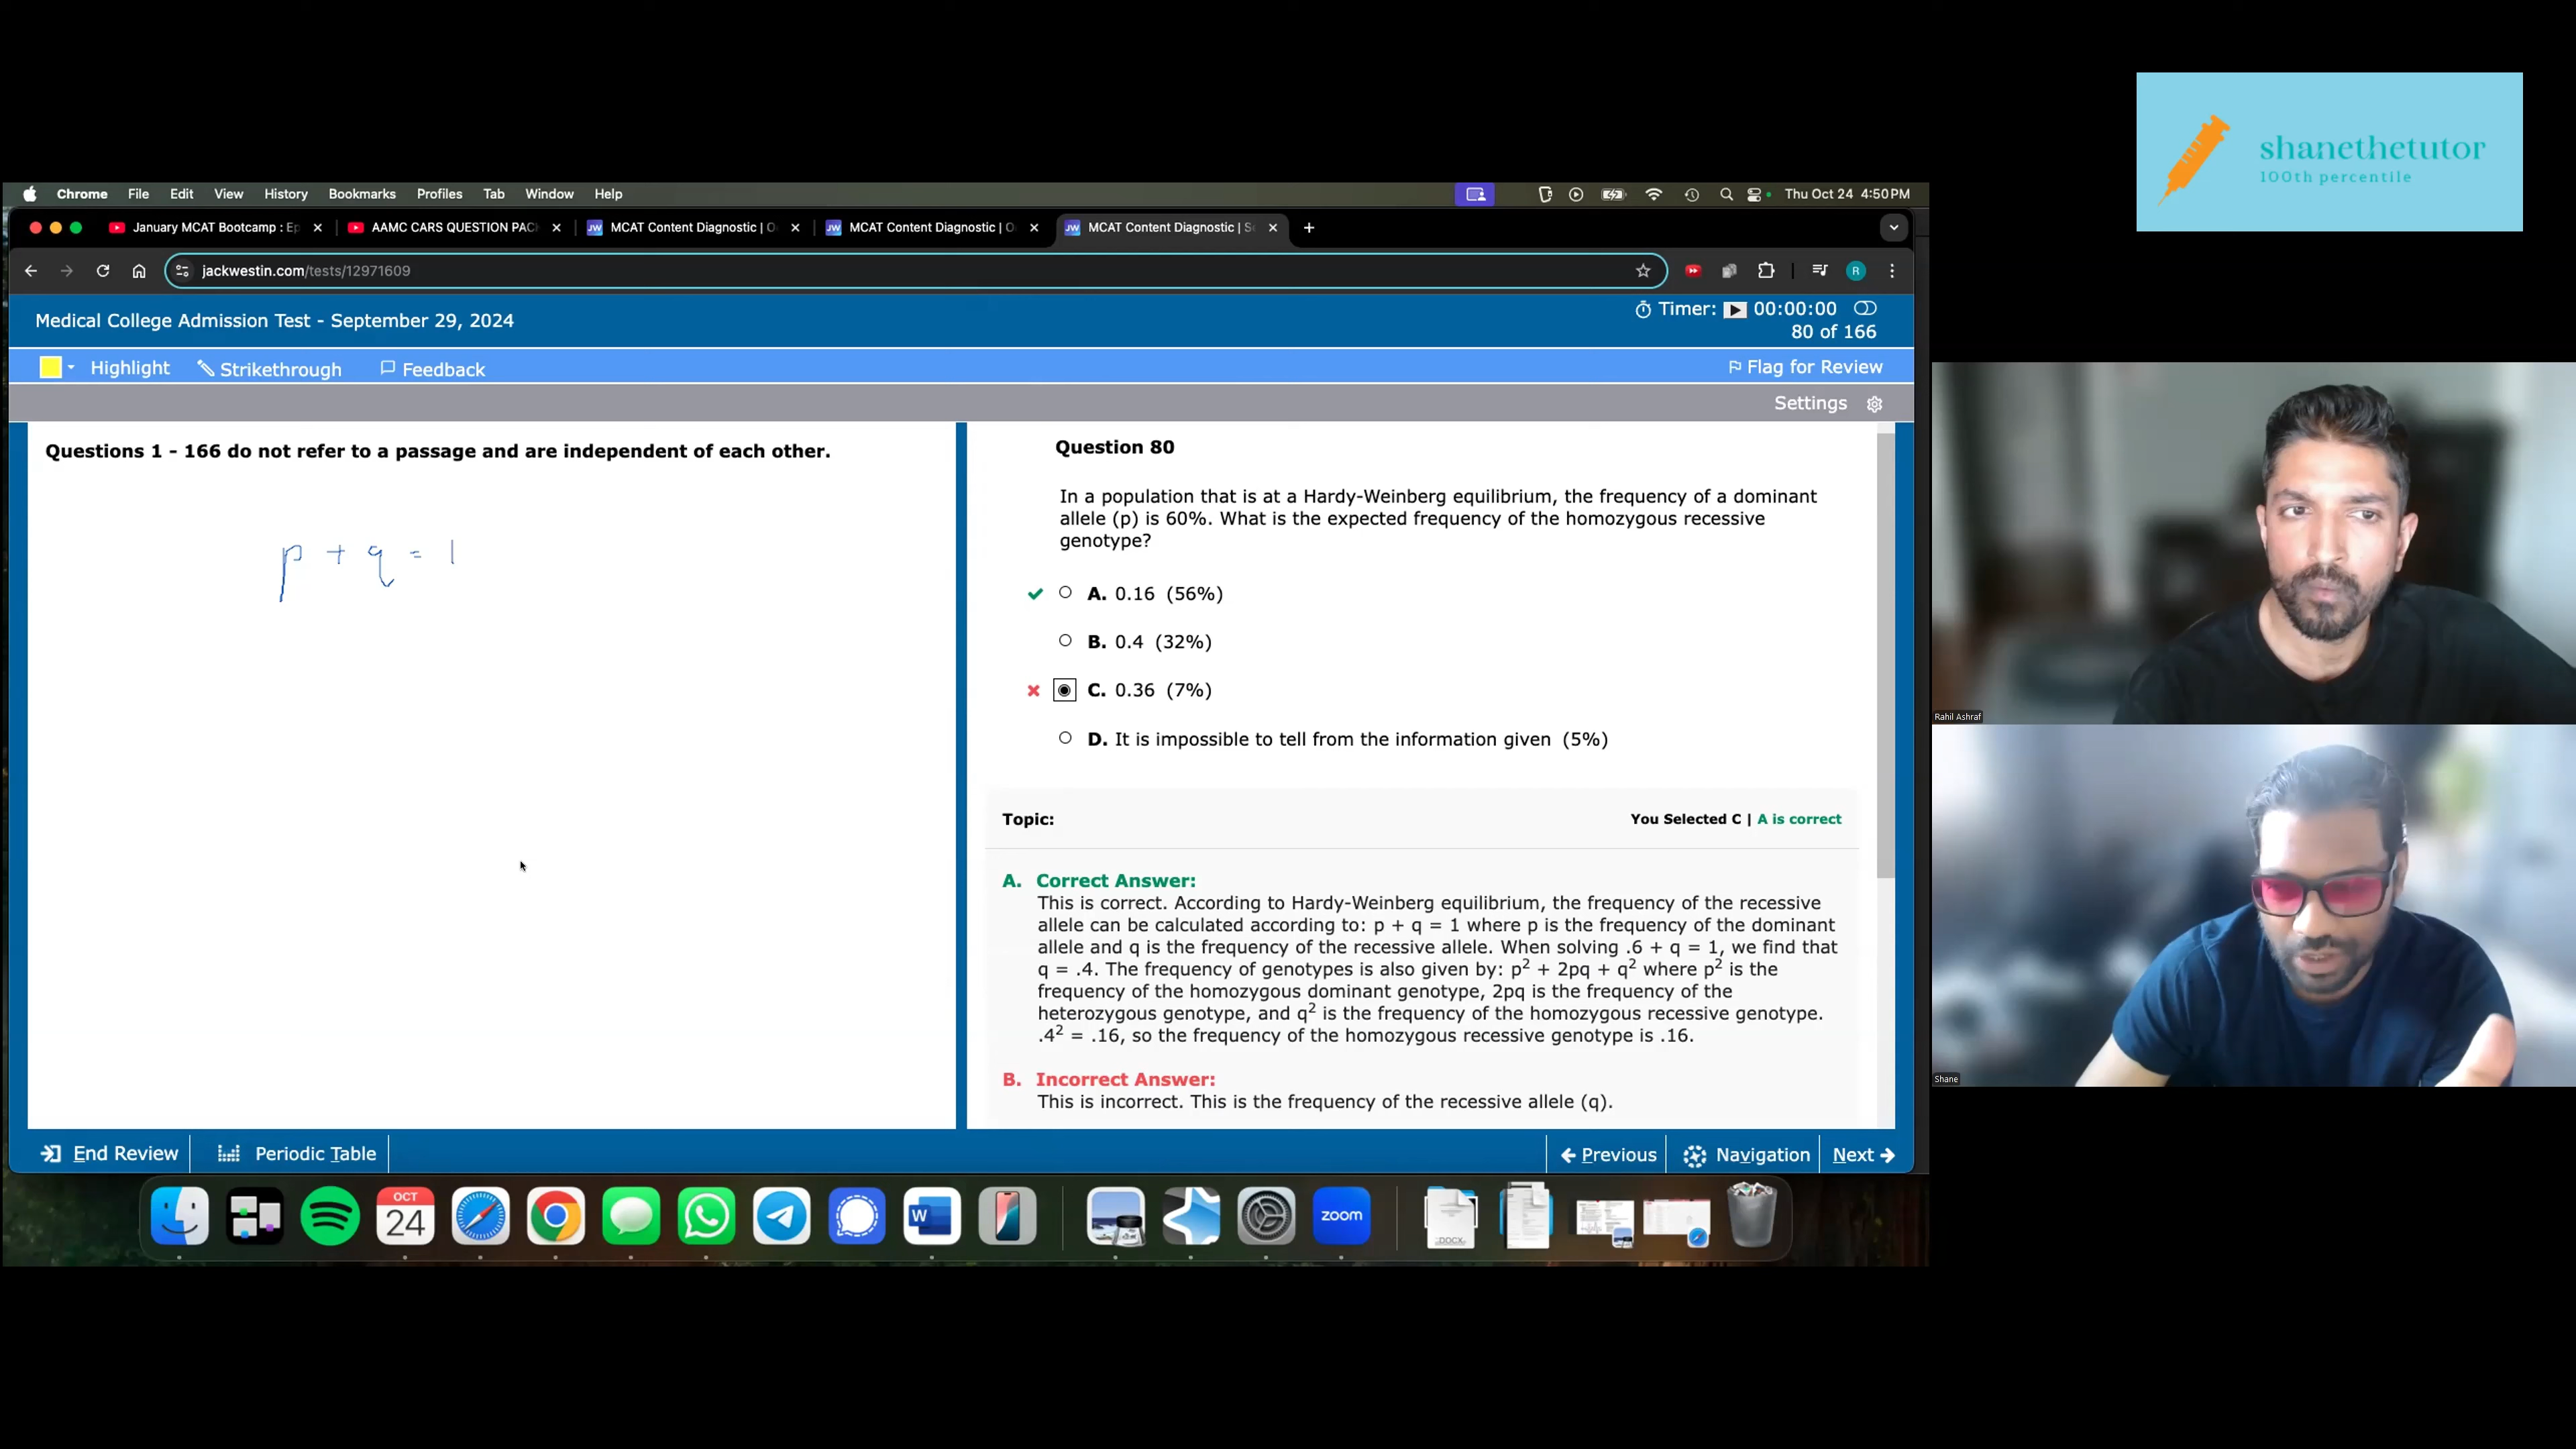 shanethetutor
100th percentile
Chrome File Edit View History Bookmarks Profiles Tab Window Help Thu Oct 24 4:50 PM
January MCAT Bootcamp : Ep AAMC CARS QUESTION PAC MCAT Content Diagnostic | O MCAT Content Diagnostic | O MCAT Content Diagnostic | S
jackwestin.com/tests/12971609 R
Medical College Admission Test - September 29, 2024
Timer: 00:00:00
80 of 166
Highlight Strikethrough Feedback Flag for Review
Settings
Questions 1 - 166 do not refer to a passage and are independent of each other.
p + q = 1
Question 80
In a population that is at a Hardy-Weinberg equilibrium, the frequency of a dominant
allele (p) is 60%. What is the expected frequency of the homozygous recessive
genotype?
A. 0.16 (56%)
B. 0.4 (32%)
C. 0.36 (7%)
D. It is impossible to tell from the information given (5%)
Topic: You Selected C | A is correct
A. Correct Answer:
This is correct. According to Hardy-Weinberg equilibrium, the frequency of the recessive
allele can be calculated according to: p + q = 1 where p is the frequency of the dominant
allele and q is the frequency of the recessive allele. When solving .6 + q = 1, we find that
q = .4. The frequency of genotypes is also given by: p² + 2pq + q² where p² is the
frequency of the homozygous dominant genotype, 2pq is the frequency of the
heterozygous genotype, and q² is the frequency of the homozygous recessive genotype.
.4² = .16, so the frequency of the homozygous recessive genotype is .16.
B. Incorrect Answer:
This is incorrect. This is the frequency of the recessive allele (q).
End Review Periodic Table Previous Navigation Next
OCT
24
W
zoom
DOCX
Rahil Ashraf
Shane